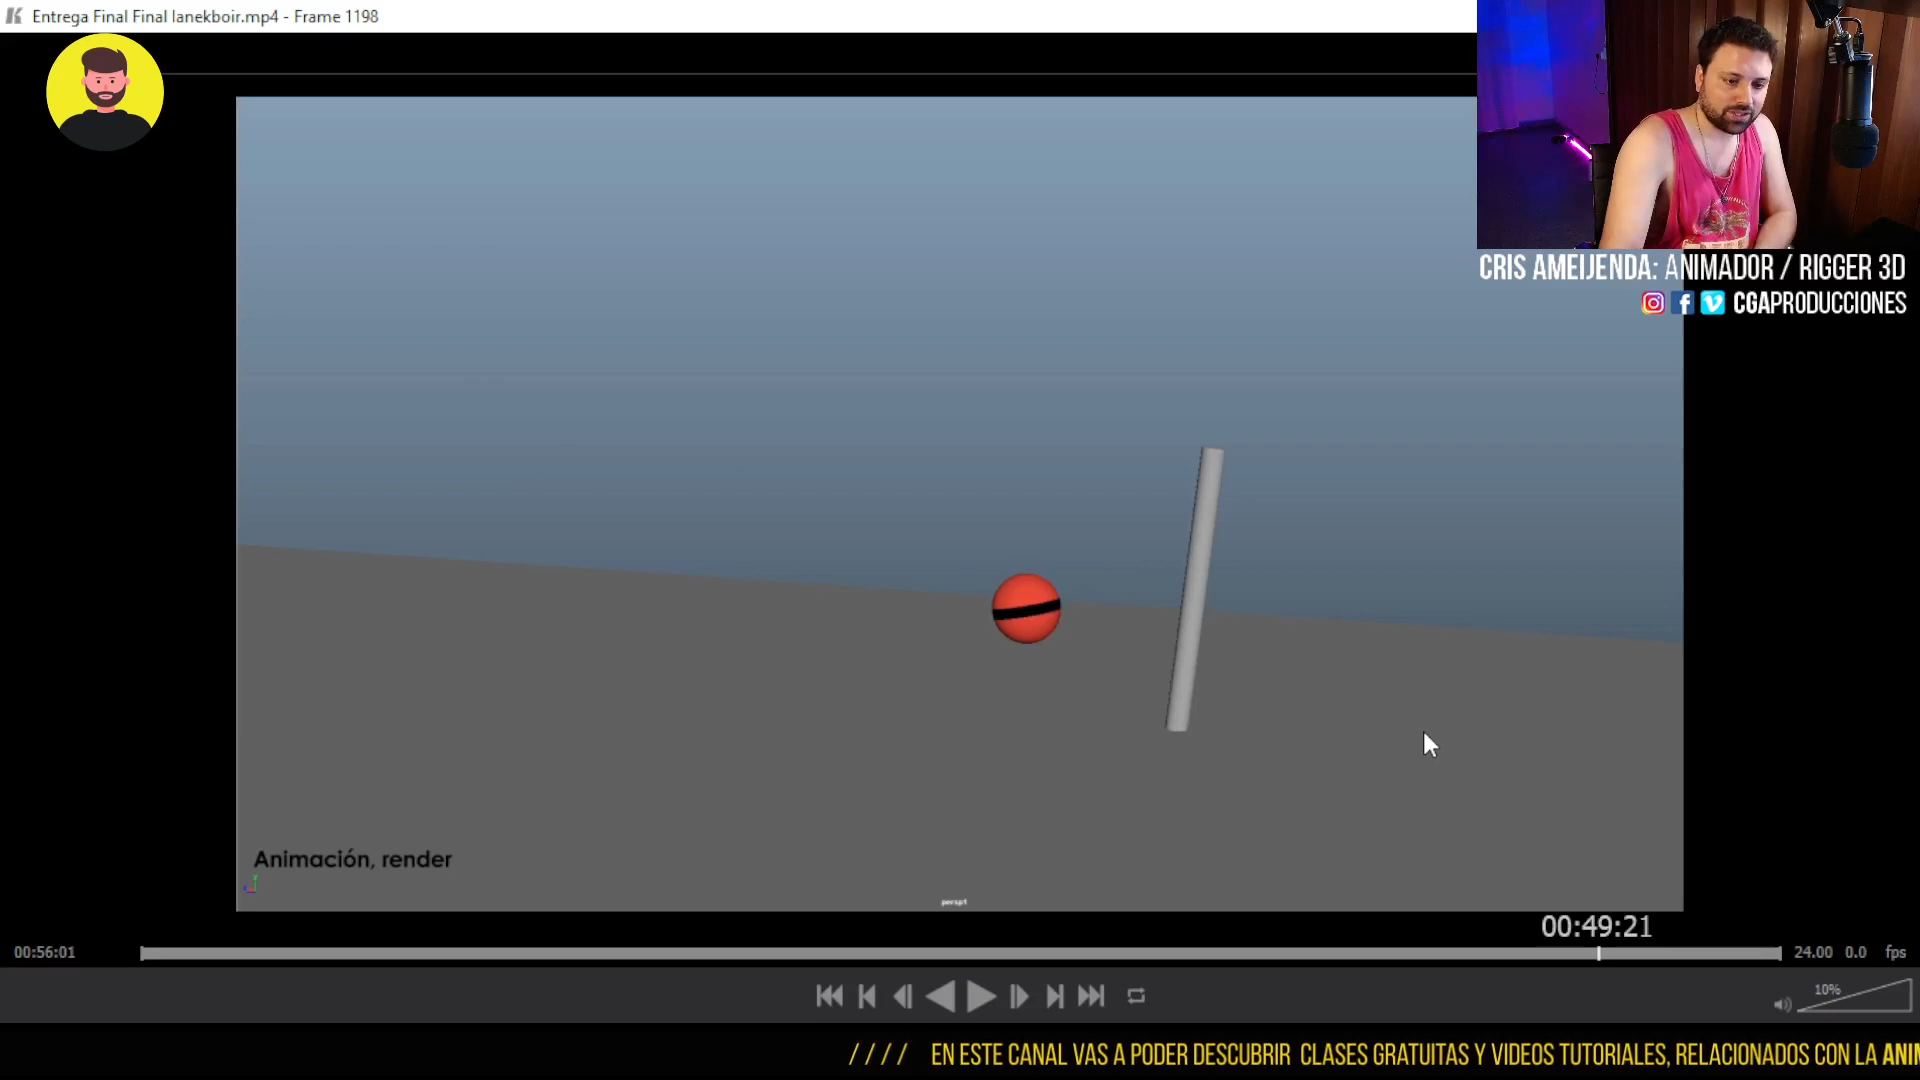 Entrega Final Final lanekboir.mp4 - Frame 1198
CRIS AMEIJENDA: ANIMADOR / RIGGER 3D
CGAPRODUCCIONES
Animación, render
persp1
00:49:21
00:56:01
24.00 0.0 fps
10%
//// EN ESTE CANAL VAS A PODER DESCUBRIR CLASES GRATUITAS Y VIDEOS TUTORIALES, RELACIONADOS CON LA ANIM